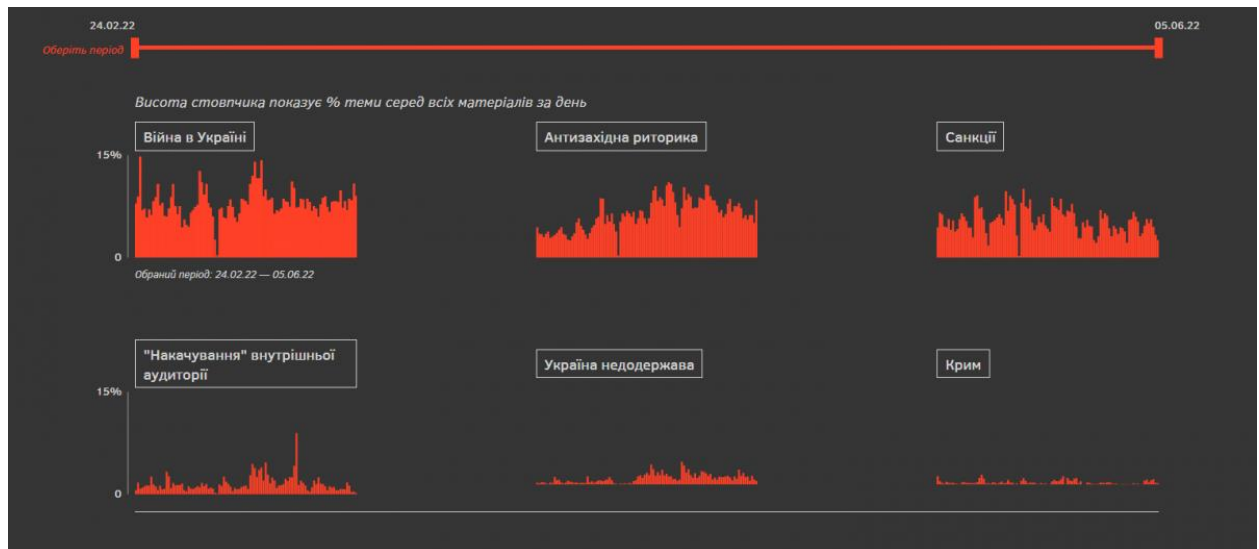 24.02.22
05.06.22
Оберіть період
Висота стовпчика показує % теми серед всіх матеріалів за день
Війна в Україні
Антизахідна риторика
Санкції
15%
0
Обраний період: 24.02.22 — 05.06.22
"Накачування" внутрішньої
аудиторії
Україна недодержава
Крим
15%
0